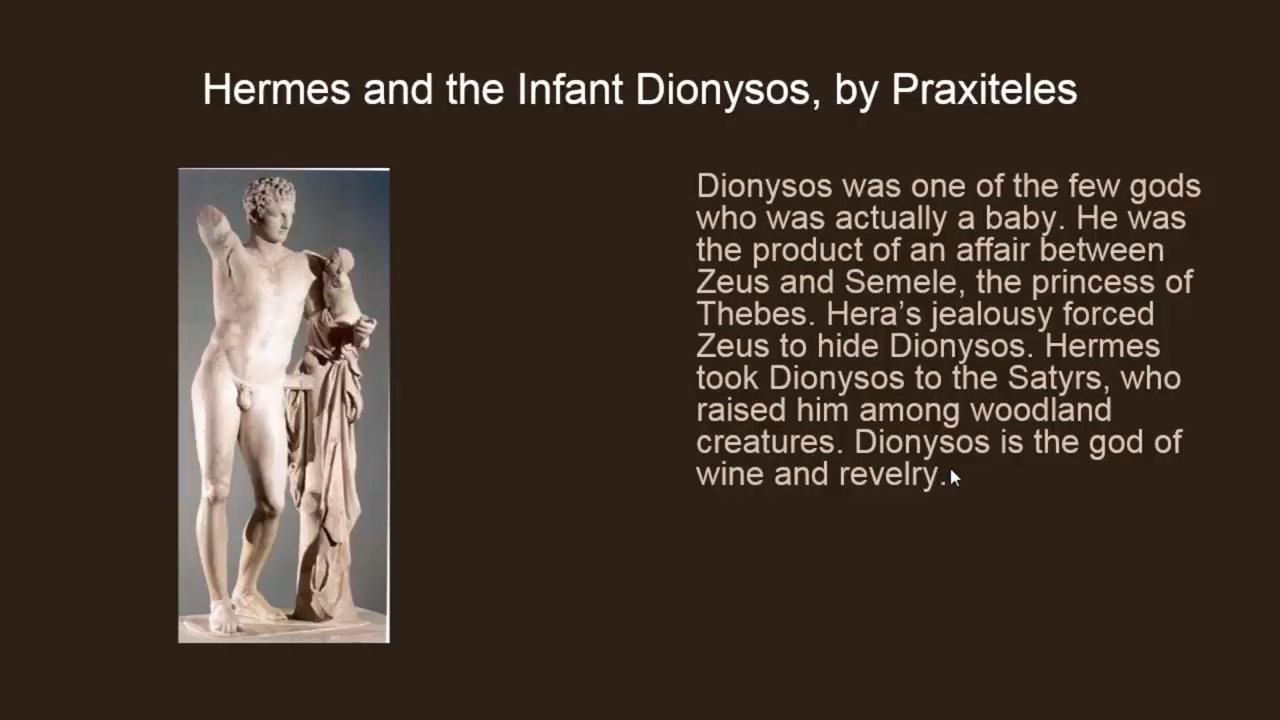 Hermes and the Infant Dionysos, by Praxiteles
Dionysos was one of the few gods
who was actually a baby. He was
the product of an affair between
Zeus and Semele, the princess of
Thebes. Hera’s jealousy forced
Zeus to hide Dionysos. Hermes
took Dionysos to the Satyrs, who
raised him among woodland
creatures. Dionysos is the god of
wine and revelry.